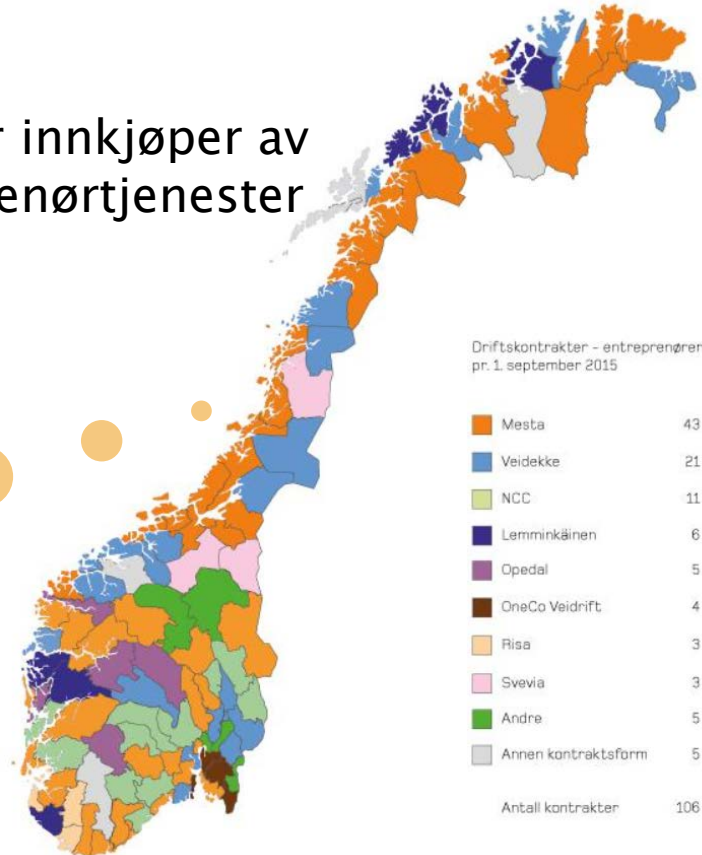 innkjøper av
Driftskontrakter - entreprenører
pr. 1. september 2015
Mesta 43
Veidekke 21
NCC 11
Lemminkäinen 6
Opedal 5
OneCo Veidrift 4
Risa 3
Svevia 3
Andre 5
Annen kontraktsform 5
Antall kontrakter 106